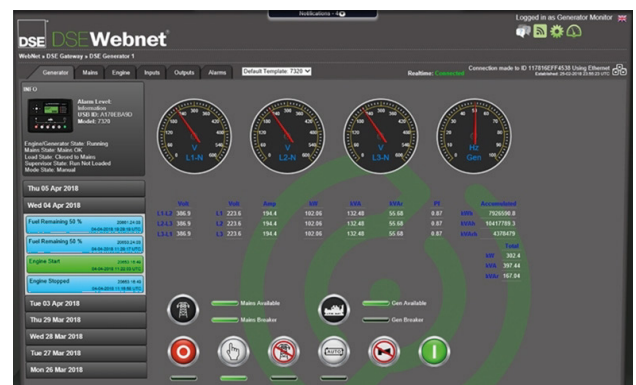 Notifications - 4
Logged in as Generator Monitor
DSE DSEWebnet
WebNet » DSE Gateway » DSE Generator 1
Generator Mains Engine Inputs Outputs Alarms Default Template: 7320
Realtime: Connected
Connection made to ID 117816EFF4538 Using Ethernet
INFO
Alarm Level:
Information
USB ID: A178EBA9D
Model: 7320
Engine/Generator State: Running
Mains State: Mains OK
Load State: Closed to Mains
Supervisor State: Run Not Loaded
Mode State: Manual
V
L1-N
V
L2-N
V
L3-N
Hz
Gen
Thu 05 Apr 2018
Wed 04 Apr 2018
Fuel Remaining 50 %
Fuel Remaining 50 %
Engine Start
Engine Stopped
Tue 03 Apr 2018
Thu 29 Mar 2018
Wed 28 Mar 2018
Tue 27 Mar 2018
Mon 26 Mar 2018
Volt Volt Amp kW kVA kVAr Pf Accumulated
L1-L2 386.9 L1 223.6 194.4 102.06 132.48 55.68 0.87 kWh 7926598.0
L2-L3 386.9 L2 223.6 194.4 102.06 132.48 55.68 0.87 kVAh 10417789.3
L3-L1 386.9 L3 223.6 194.4 102.06 132.48 55.68 0.87 kVArh 4378479
Total
kW 302.4
kVA 397.44
kVAr 167.04
Mains Available
Gen Available
Mains Breaker
Gen Breaker
AUTO